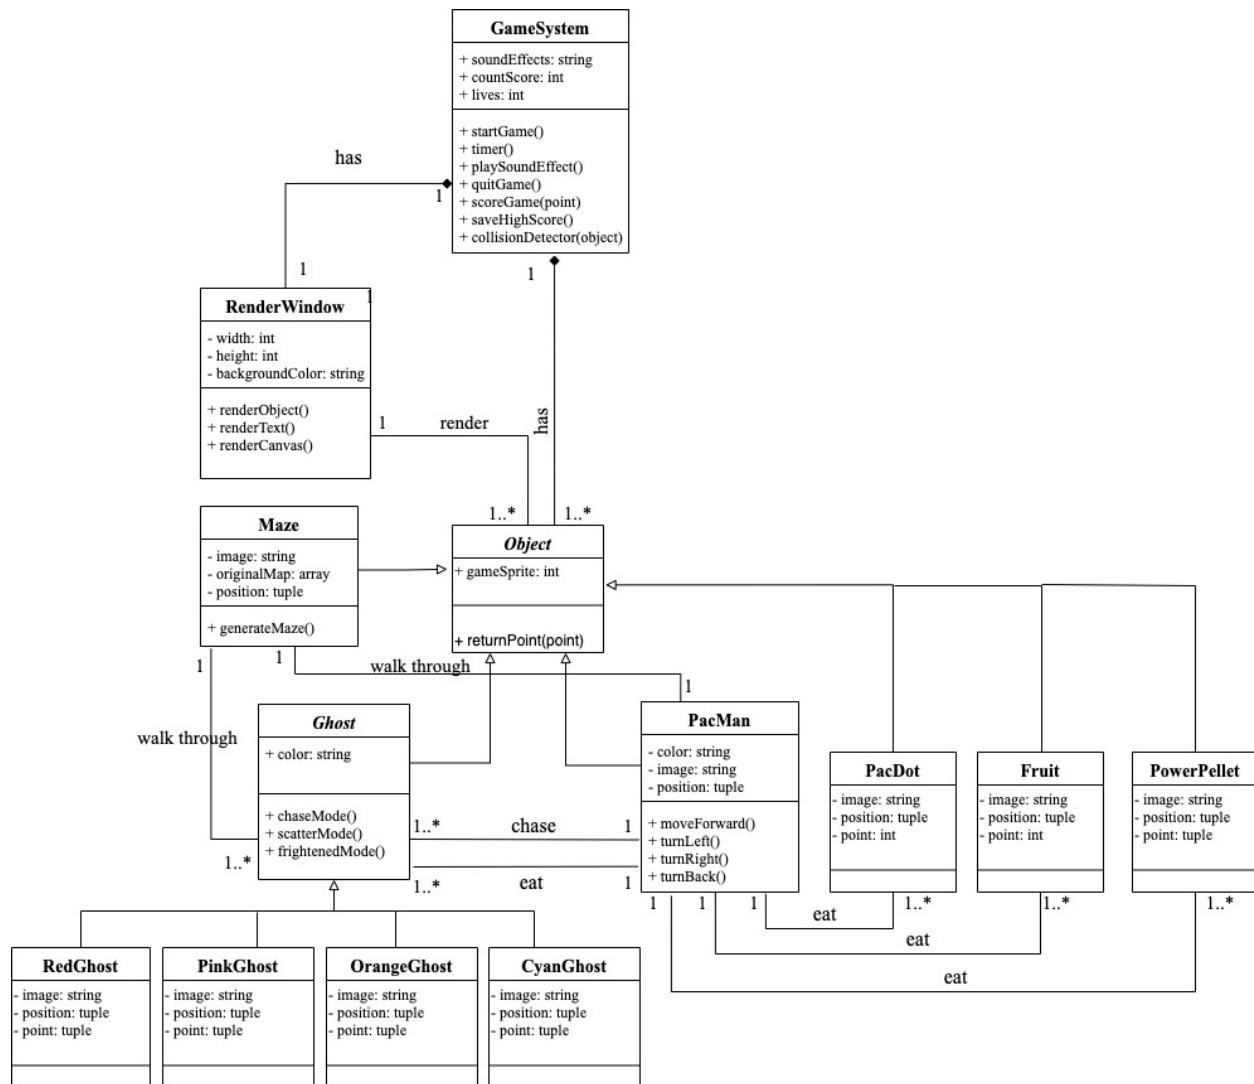 GameSystem
+ soundEffects: string
+ countScore: int
+ lives: int
+ startGame()
+ timer()
+ playSoundEffect()
+ quitGame()
+ scoreGame(point)
+ saveHighScore()
+ collisionDetector(object)
has
1
1
1
1
RenderWindow
- width: int
- height: int
- backgroundColor: string
+ renderObject()
+ renderText()
+ renderCanvas()
1
render
has
1..*
1..*
Maze
- image: string
- originalMap: array
- position: tuple
+ generateMaze()
Object
+ gameSprite: int
+ returnPoint(point)
1
1
walk through
1
walk through
Ghost
+ color: string
+ chaseMode()
+ scatterMode()
+ frightenedMode()
1..*
1..*
chase
1
1..*
eat
1
PacMan
- color: string
- image: string
- position: tuple
+ moveForward()
+ turnLeft()
+ turnRight()
+ turnBack()
PacDot
- image: string
- position: tuple
- point: int
Fruit
- image: string
- position: tuple
- point: int
PowerPellet
- image: string
- position: tuple
- point: tuple
1
1
1
1..*
1..*
1..*
eat
eat
eat
RedGhost
- image: string
- position: tuple
- point: tuple
PinkGhost
- image: string
- position: tuple
- point: tuple
OrangeGhost
- image: string
- position: tuple
- point: tuple
CyanGhost
- image: string
- position: tuple
- point: tuple